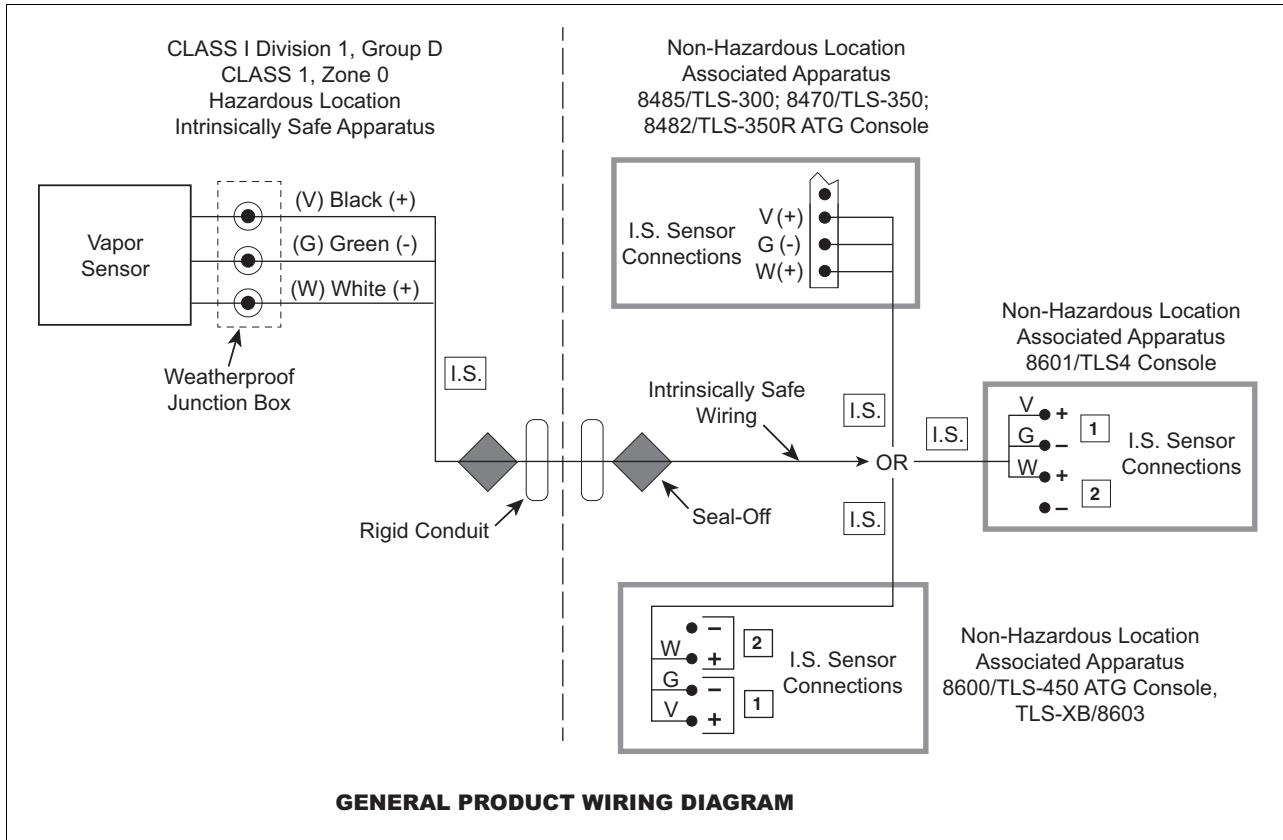 CLASS I Division 1, Group D
CLASS 1, Zone 0
Hazardous Location
Intrinsically Safe Apparatus
Non-Hazardous Location
Associated Apparatus
8485/TLS-300; 8470/TLS-350;
8482/TLS-350R ATG Console
Vapor
Sensor
(V) Black (+)
(G) Green (-)
(W) White (+)
Weatherproof
Junction Box
I.S.
I.S. Sensor
Connections
V (+)
G (-)
W(+)
Non-Hazardous Location
Associated Apparatus
8601/TLS4 Console
Intrinsically Safe
Wiring
I.S.
I.S.
OR
I.S.
V
+
1
G
–
W
+
2
–
I.S. Sensor
Connections
Rigid Conduit
Seal-Off
–
2
W
+
G
–
1
V
+
I.S. Sensor
Connections
Non-Hazardous Location
Associated Apparatus
8600/TLS-450 ATG Console,
TLS-XB/8603
GENERAL PRODUCT WIRING DIAGRAM